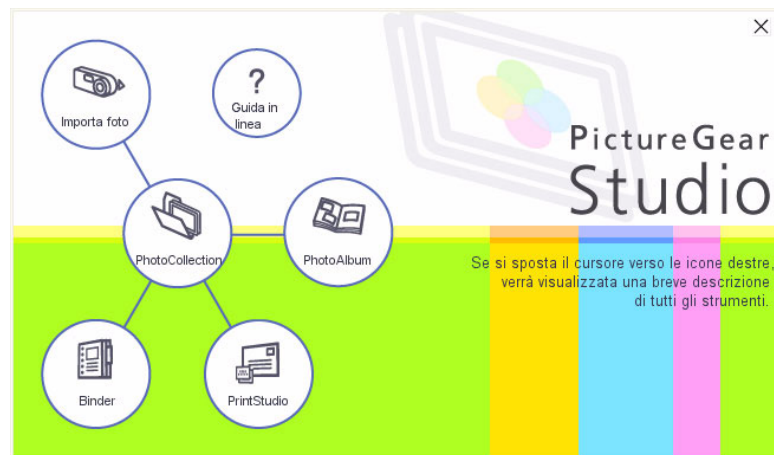 Importa foto
?
Guida in
linea
PictureGear
Studio
PhotoCollection
PhotoAlbum
Se si sposta il cursore verso le icone destre,
verrà visualizzata una breve descrizione
di tutti gli strumenti.
Binder
PrintStudio